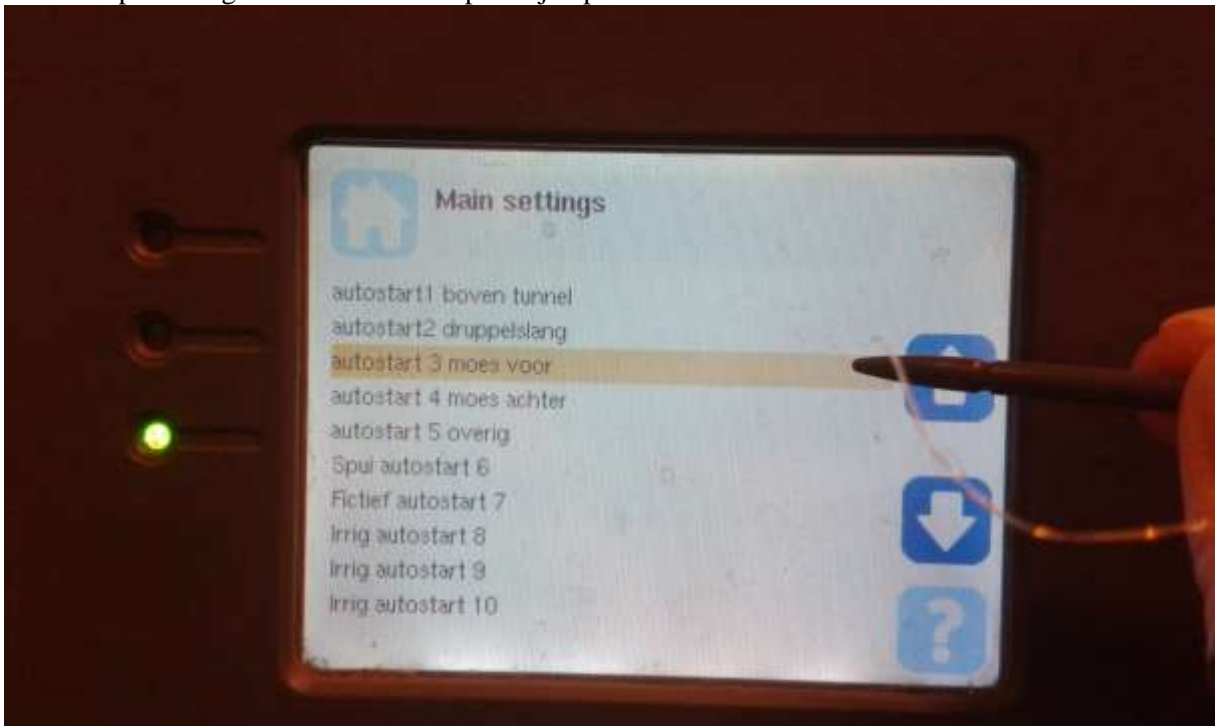 Main settings
autostart1 boven tunnel
autostart2 druppelslang
autostart 3 moes voor
autostart 4 moes achter
autostart 5 overig
Spui autostart 6
Fictief autostart 7
Irrig autostart 8
Irrig autostart 9
Irrig autostart 10
?